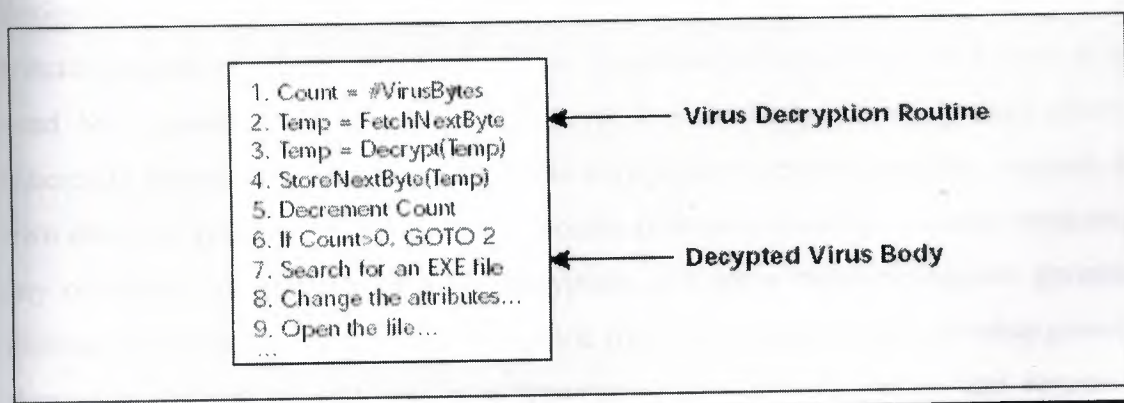 1. Count = #VirusBytes
2. Temp = FetchNextByte
3. Temp = Decrypt(Temp)
4. StoreNextByte(Temp)
5. Decrement Count
6. If Count>0, GOTO 2
7. Search for an EXE file
8. Change the attributes...
9. Open the file...
...
Virus Decryption Routine
Decypted Virus Body